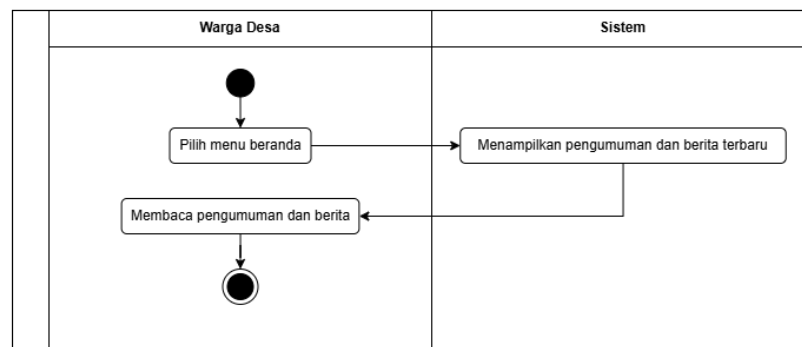 Warga Desa
Sistem
Pilih menu beranda
Menampilkan pengumuman dan berita terbaru
Membaca pengumuman dan berita